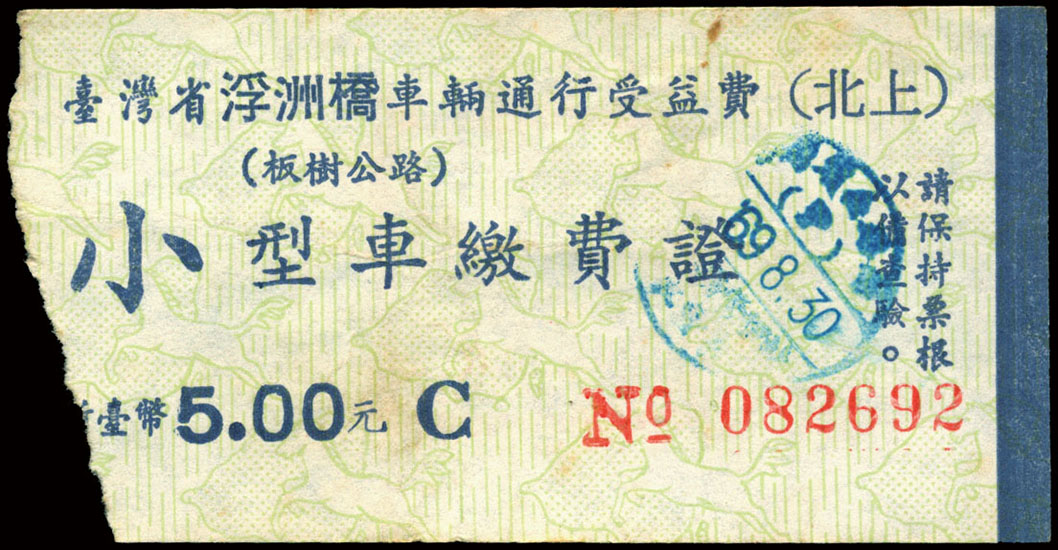 臺灣省浮洲橋車輛通行受益費（北上）
（板樹公路）
小型車繳費證
請保持票根
以備查驗。
69.8.30
臺幣5.00元 C
No 082692